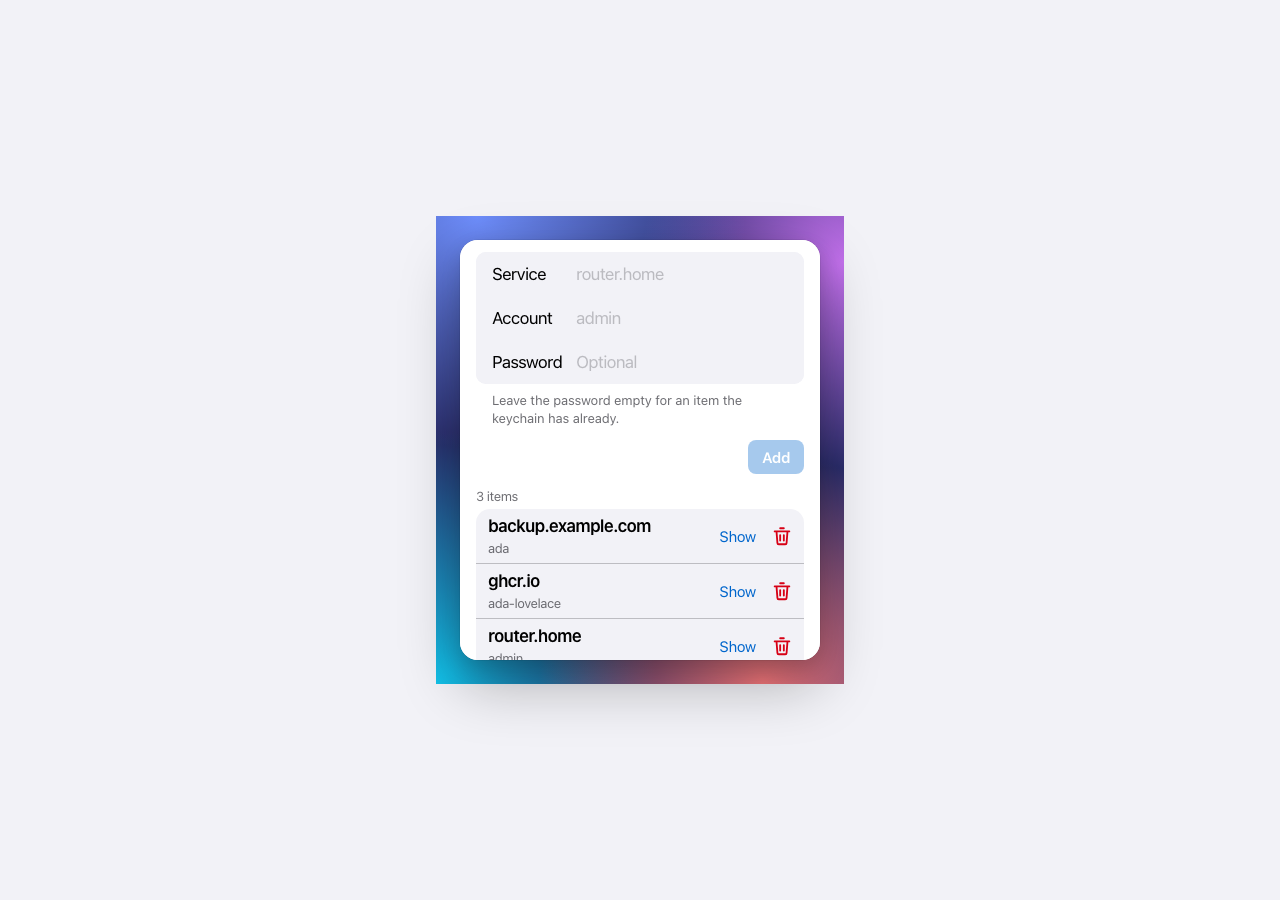 Service router.home
Account admin
Password Optional
Leave the password empty for an item the
keychain has already.
Add
3 items
backup.example.com
ada
Show
ghcr.io
ada-lovelace
Show
router.home
admin
Show